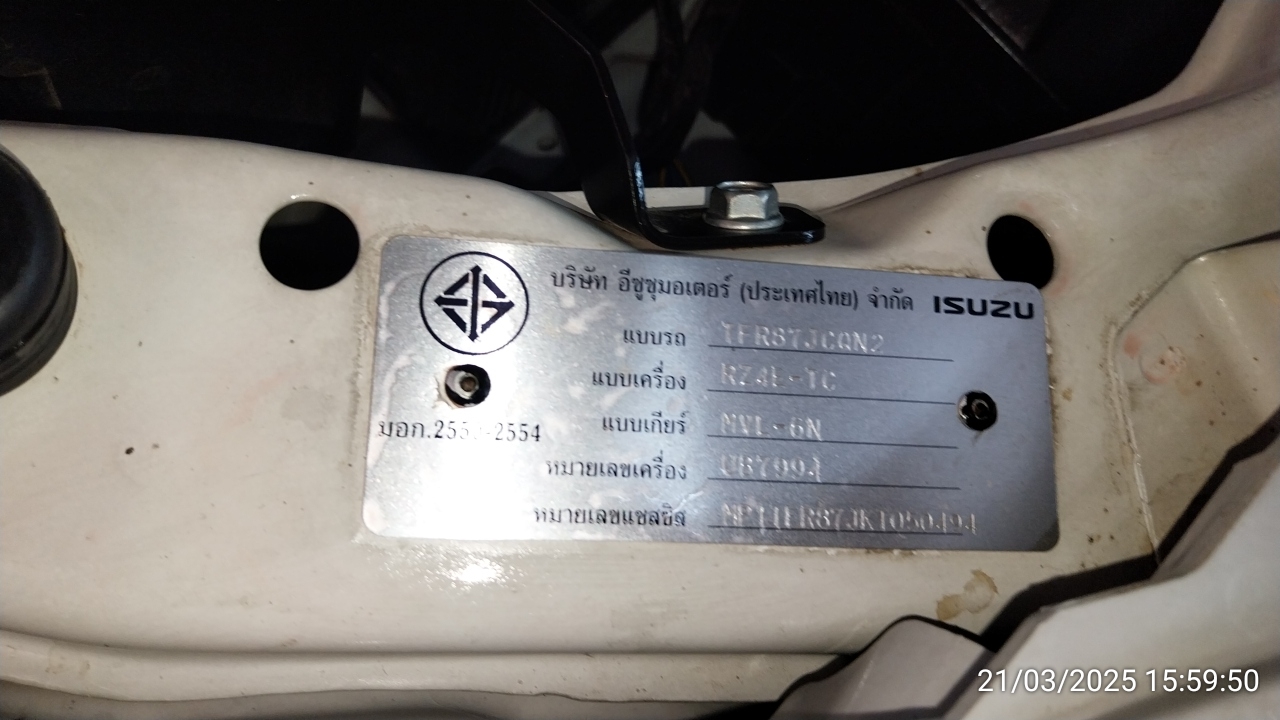 บริษัท อีซูซุมอเตอร์ (ประเทศไทย) จำกัด ISUZU
แบบรถ TFR87JCQN2
แบบเครื่อง RZ4E-TC
มอก. แบบเกียร์ MVL-6N
หมายเลขเครื่อง
หมายเลขแชสซีส
21/03/2025 15:59:50